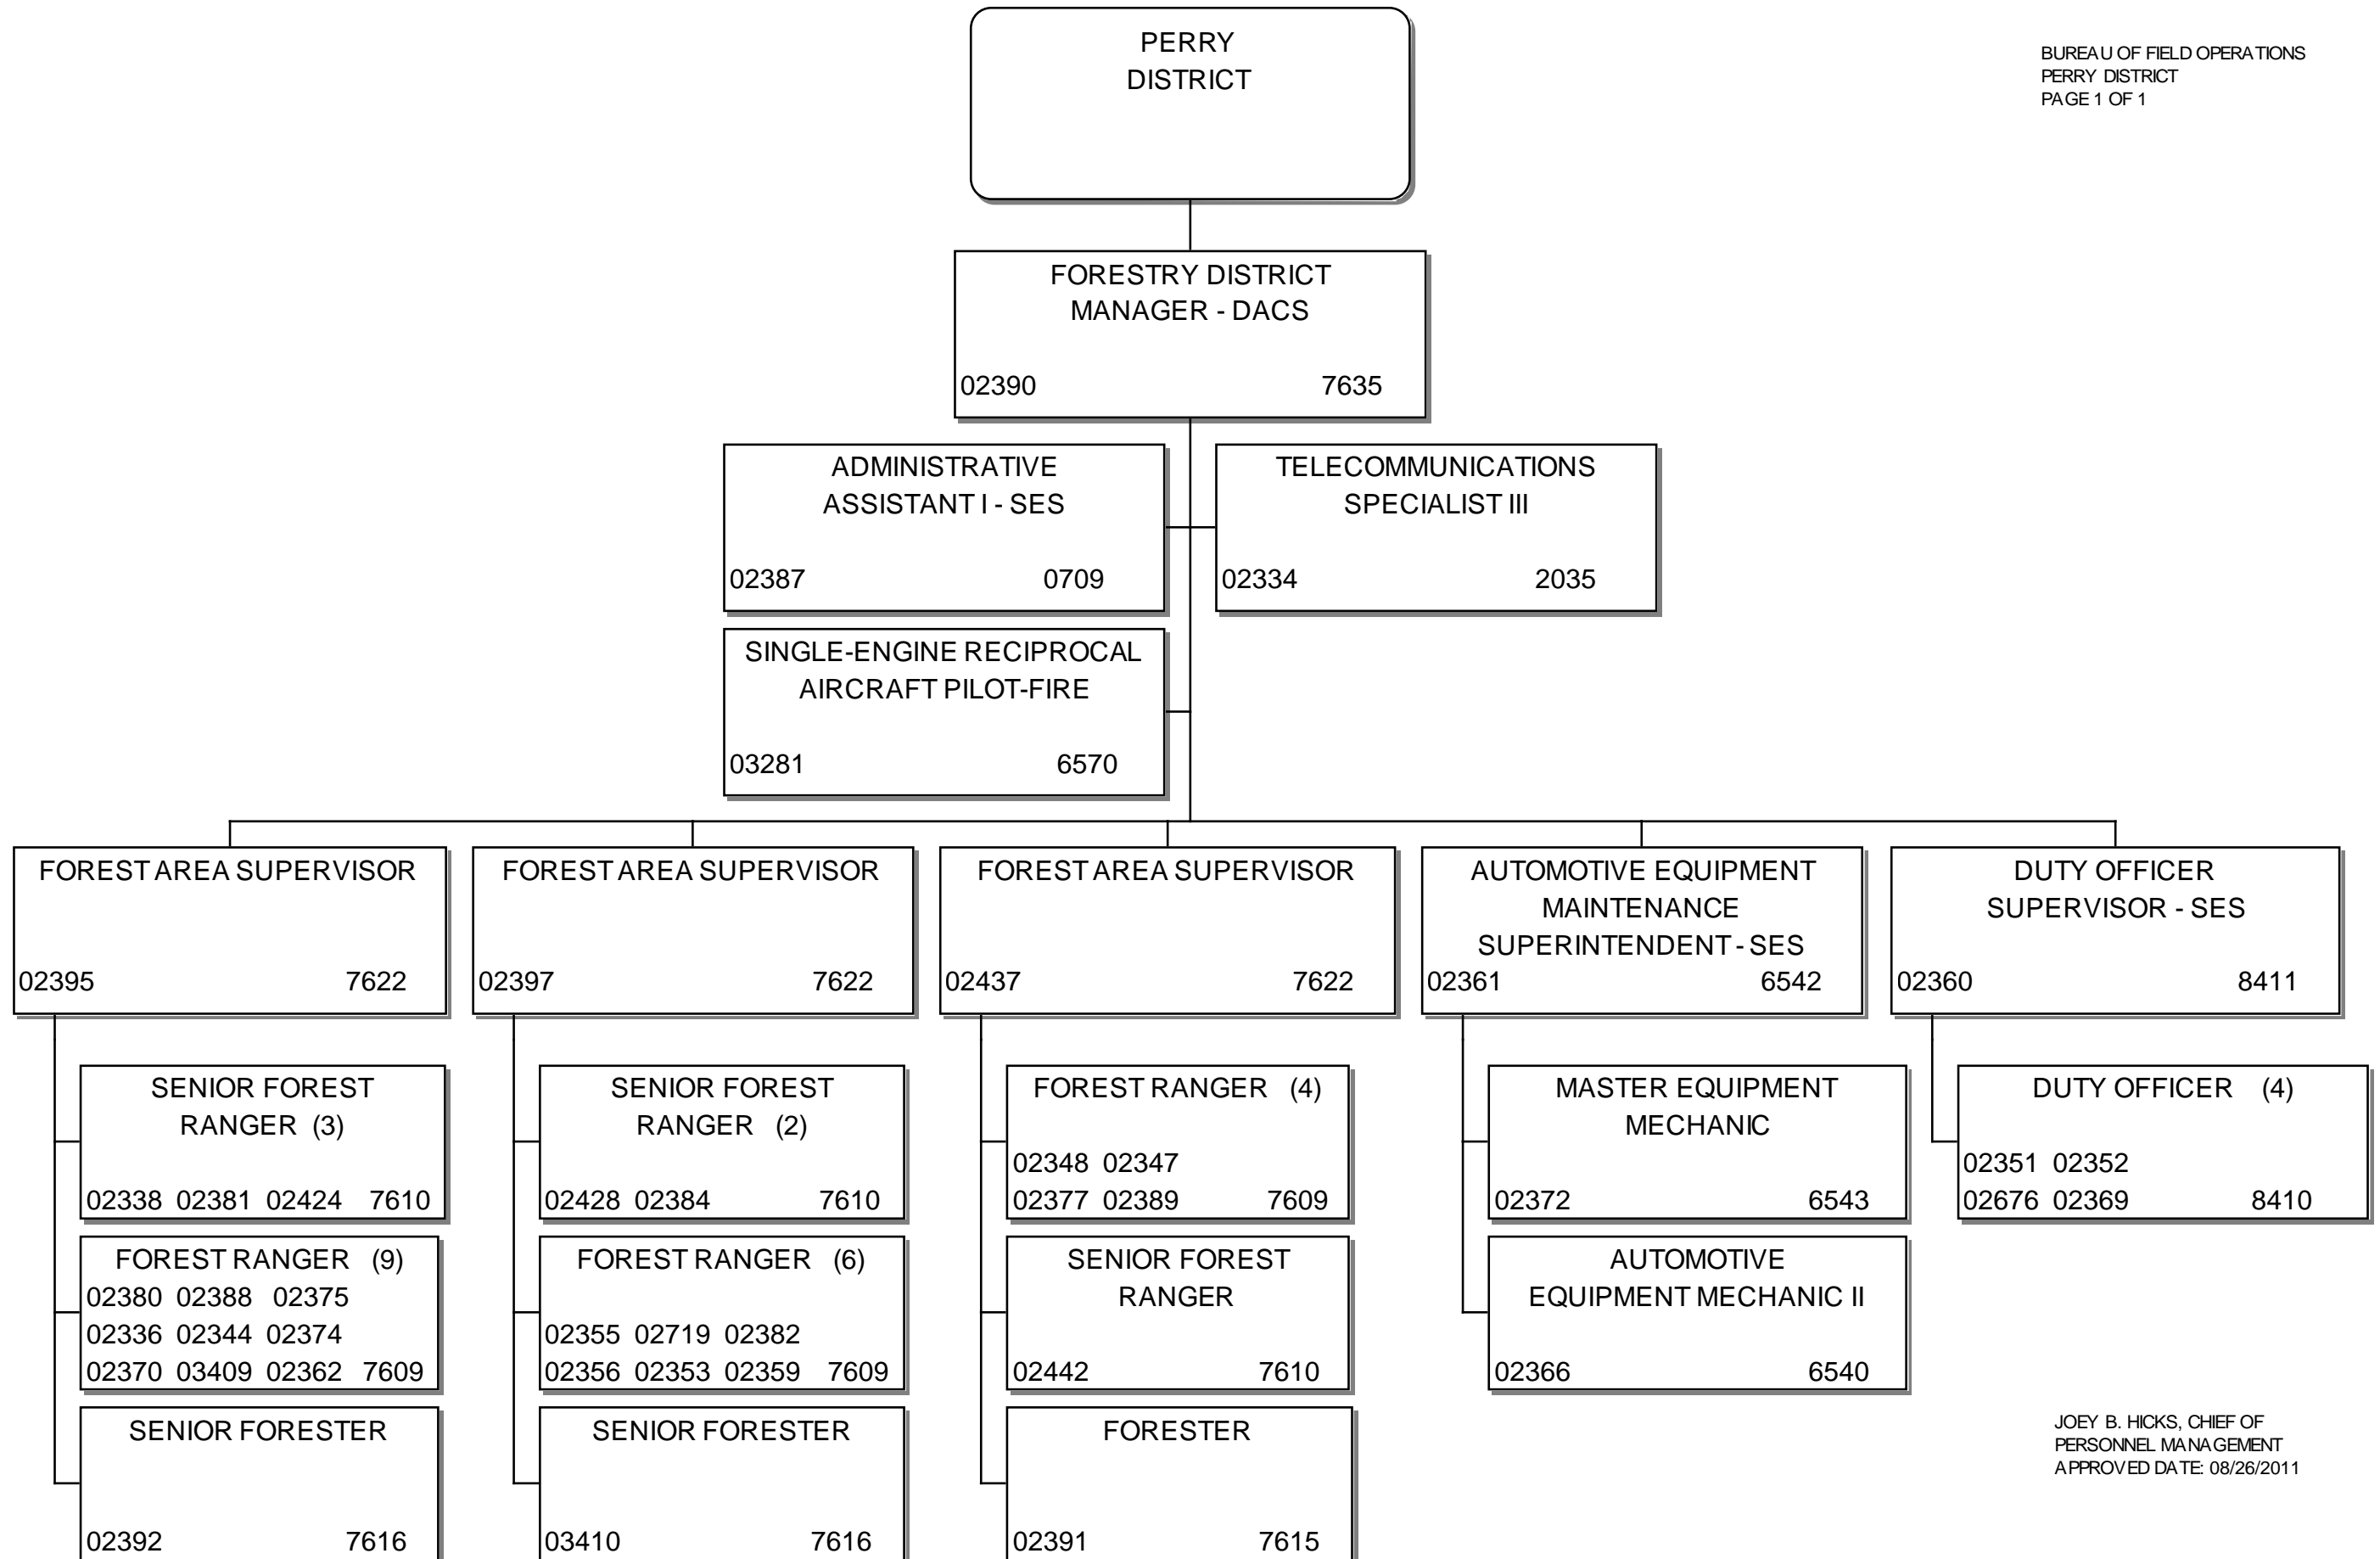 PERRY
DISTRICT
BUREAU OF FIELD OPERATIONS
PERRY DISTRICT
PAGE 1 OF 1
FORESTRY DISTRICT
MANAGER - DACS
02390 7635
ADMINISTRATIVE
ASSISTANT I - SES
02387 0709
TELECOMMUNICATIONS
SPECIALIST III
02334 2035
SINGLE-ENGINE RECIPROCAL
AIRCRAFT PILOT-FIRE
03281 6570
FOREST AREA SUPERVISOR
02395 7622
FOREST AREA SUPERVISOR
02397 7622
FOREST AREA SUPERVISOR
02437 7622
AUTOMOTIVE EQUIPMENT
MAINTENANCE
SUPERINTENDENT - SES
02361 6542
DUTY OFFICER
SUPERVISOR - SES
02360 8411
SENIOR FOREST
RANGER (3)
02338 02381 02424 7610
FOREST RANGER (9)
02380 02388 02375
02336 02344 02374
02370 03409 02362 7609
SENIOR FORESTER
02392 7616
SENIOR FOREST
RANGER (2)
02428 02384 7610
FOREST RANGER (6)
02355 02719 02382
02356 02353 02359 7609
SENIOR FORESTER
03410 7616
FOREST RANGER (4)
02348 02347
02377 02389 7609
SENIOR FOREST
RANGER
02442 7610
FORESTER
02391 7615
MASTER EQUIPMENT
MECHANIC
02372 6543
AUTOMOTIVE
EQUIPMENT MECHANIC II
02366 6540
DUTY OFFICER (4)
02351 02352
02676 02369 8410
JOEY B. HICKS, CHIEF OF
PERSONNEL MANAGEMENT
APPROVED DATE: 08/26/2011